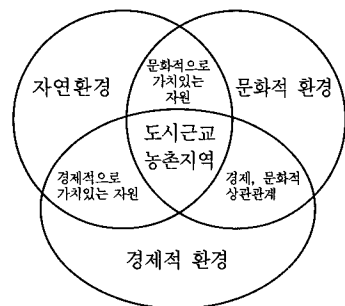 문화적으로
가치있는
자원
자연환경
문화적 환경
도시근교
농촌지역
경제적으로
가치있는 자원
경제, 문화적
상관관계
경제적 환경